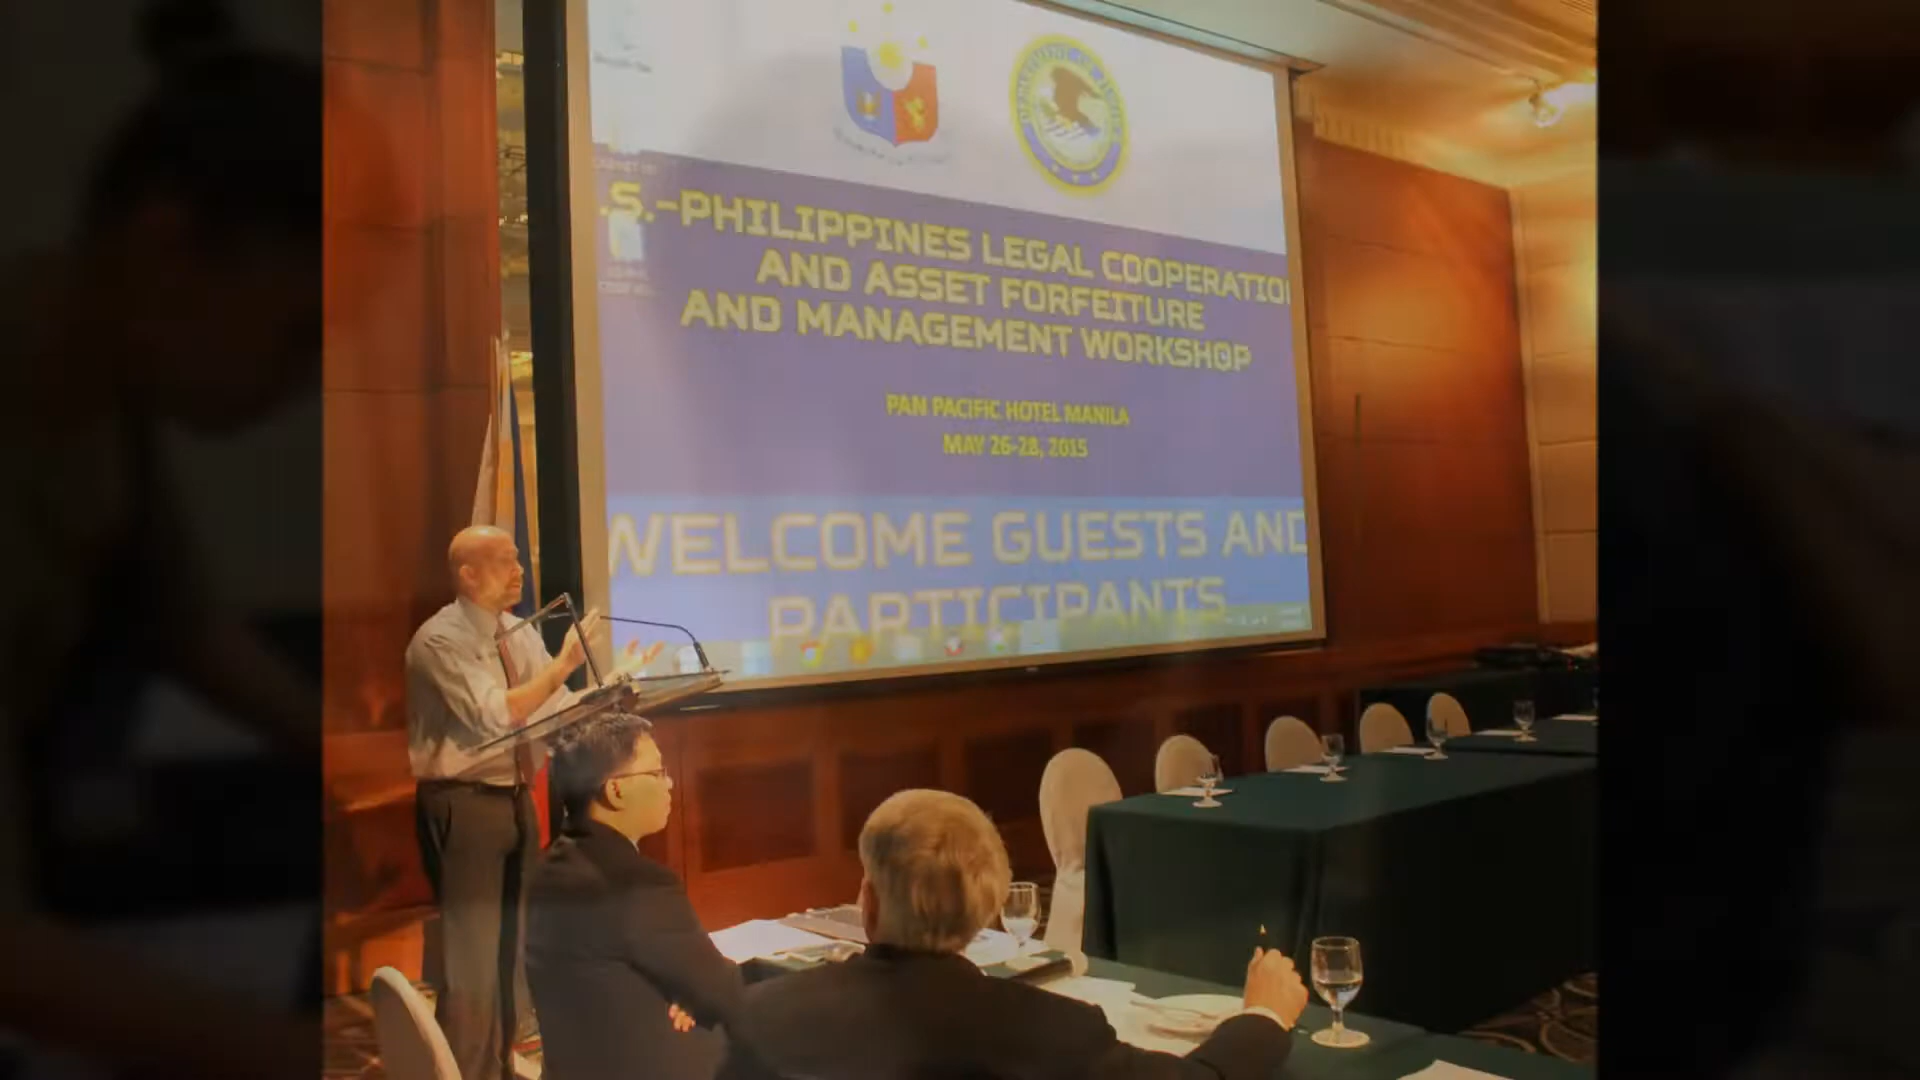 .S.-PHILIPPINES LEGAL COOPERATIO
AND ASSET FORFEITURE
AND MANAGEMENT WORKSHOP
PAN PACIFIC HOTEL MANILA
MAY 26-28, 2015
WELCOME GUESTS AND
PARTICIPANTS